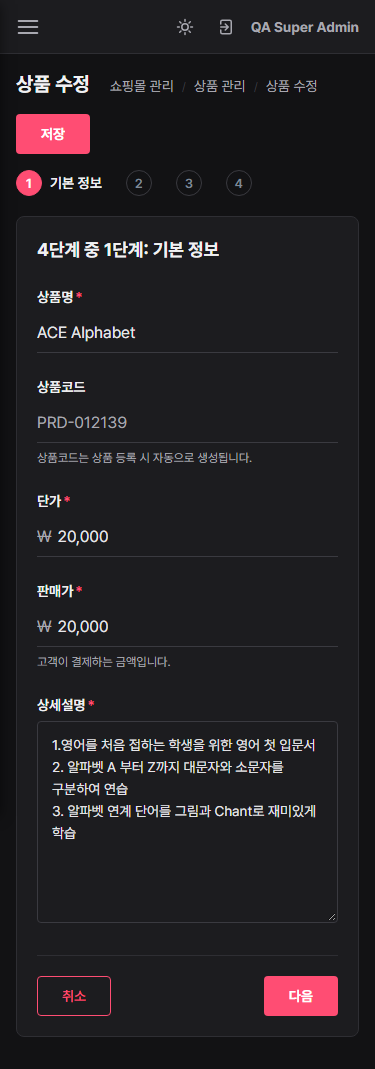 QA Super Admin
상품 수정
쇼핑몰 관리 / 상품 관리 / 상품 수정
저장
1 기본 정보 2 3 4
4단계 중 1단계: 기본 정보
상품명 *
ACE Alphabet
상품코드
PRD-012139
상품코드는 상품 등록 시 자동으로 생성됩니다.
단가 *
₩ 20,000
판매가 *
₩ 20,000
고객이 결제하는 금액입니다.
상세설명 *
1.영어를 처음 접하는 학생을 위한 영어 첫 입문서
2. 알파벳 A 부터 Z까지 대문자와 소문자를
구분하여 연습
3. 알파벳 연계 단어를 그림과 Chant로 재미있게
학습
취소
다음